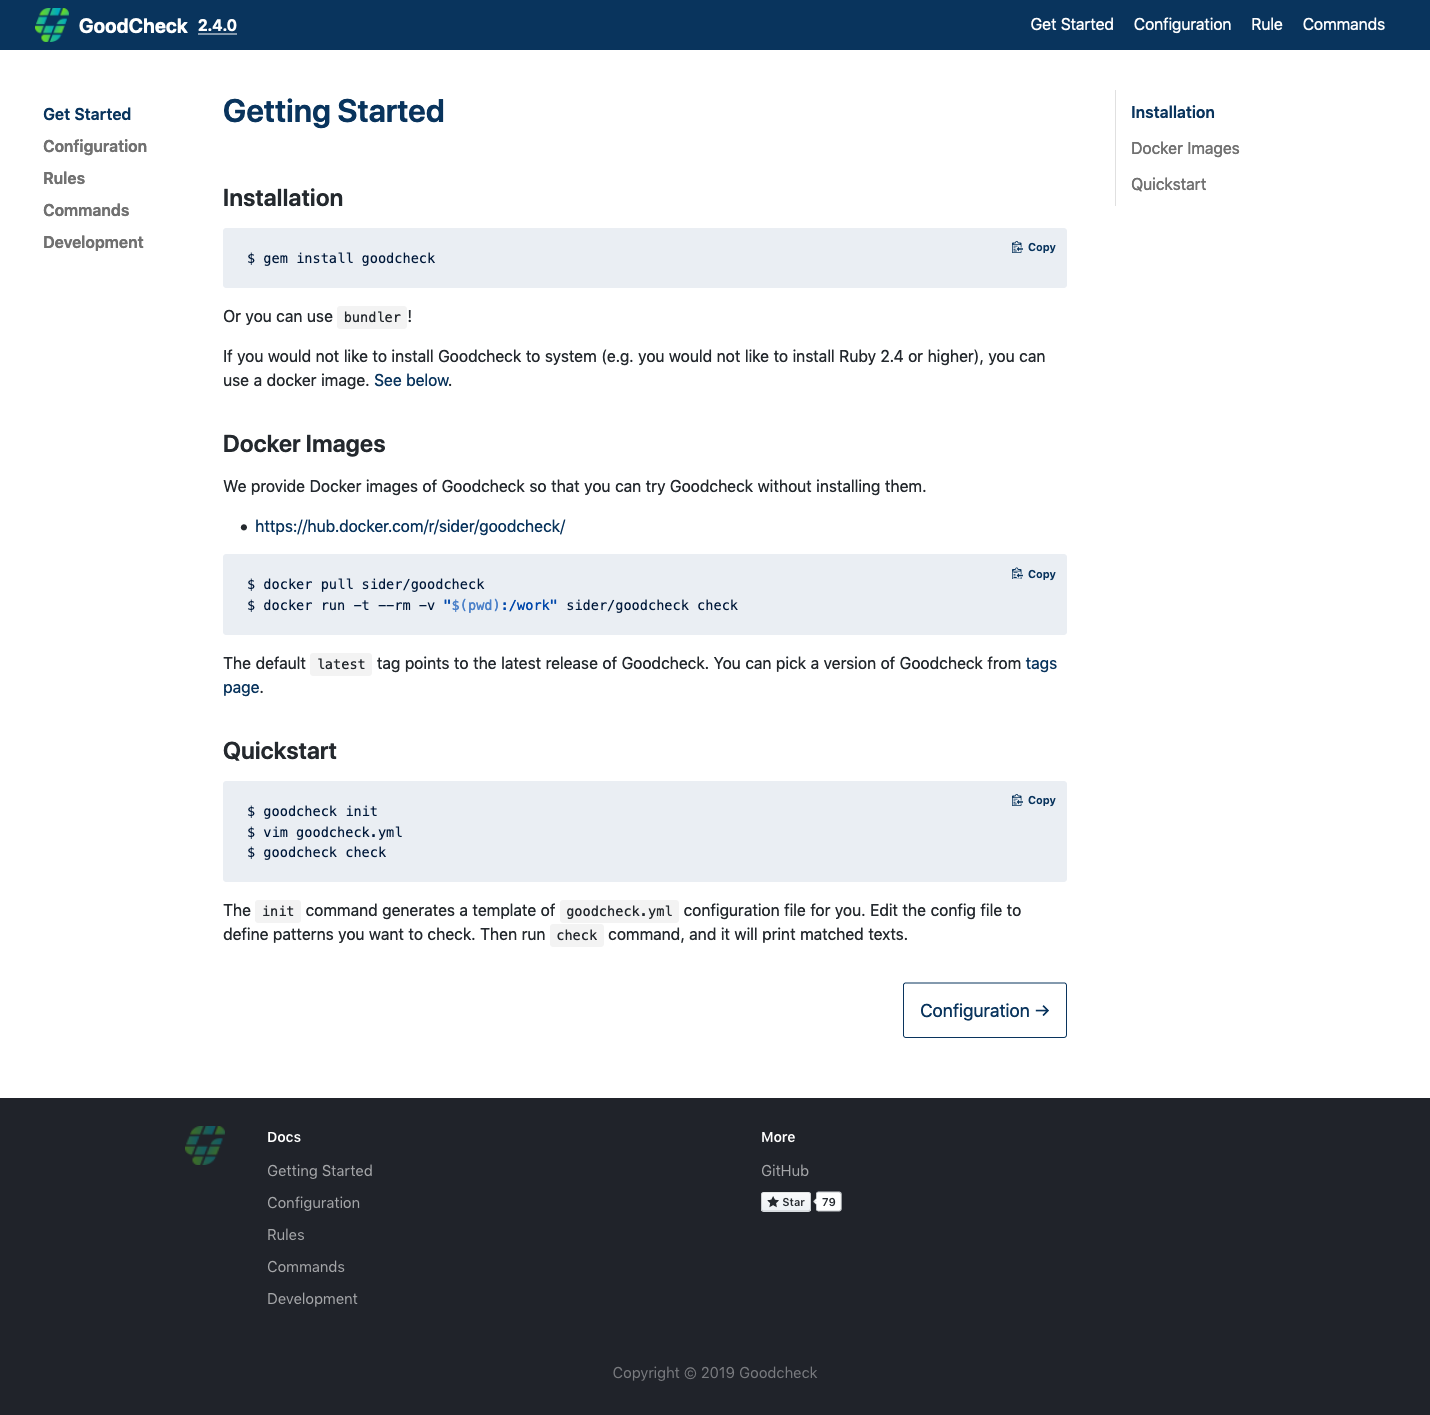 GoodCheck 2.4.0
Get Started Configuration Rule Commands
Get Started
Configuration
Rules
Commands
Development
Getting Started
Installation
Copy
$ gem install goodcheck
Or you can use bundler!
If you would not like to install Goodcheck to system (e.g. you would not like to install Ruby 2.4 or higher), you can
use a docker image. See below.
Docker Images
We provide Docker images of Goodcheck so that you can try Goodcheck without installing them.
• https://hub.docker.com/r/sider/goodcheck/
Copy
$ docker pull sider/goodcheck
$ docker run -t --rm -v "$(pwd):/work" sider/goodcheck check
The default latest tag points to the latest release of Goodcheck. You can pick a version of Goodcheck from tags
page.
Quickstart
Copy
$ goodcheck init
$ vim goodcheck.yml
$ goodcheck check
The init command generates a template of goodcheck.yml configuration file for you. Edit the config file to
define patterns you want to check. Then run check command, and it will print matched texts.
Configuration →
Installation
Docker Images
Quickstart
Docs
Getting Started
Configuration
Rules
Commands
Development
More
GitHub
★ Star 79
Copyright © 2019 Goodcheck